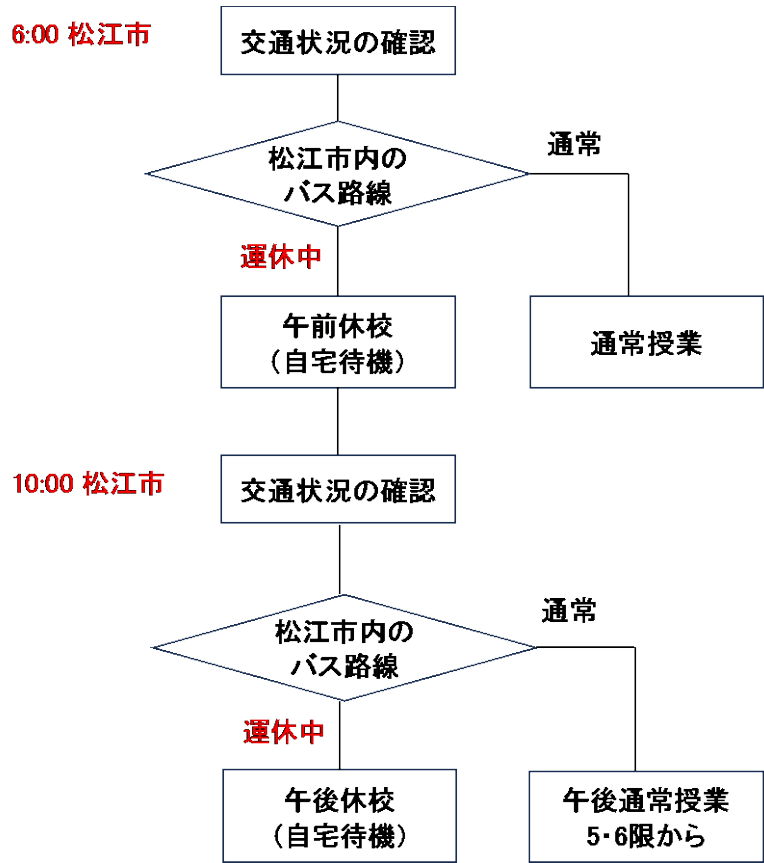 6:00 松江市
交通状況の確認
松江市内の
バス路線
通常
運休中
午前休校
（自宅待機）
通常授業
10:00 松江市
交通状況の確認
松江市内の
バス路線
通常
運休中
午後休校
（自宅待機）
午後通常授業
5・6限から